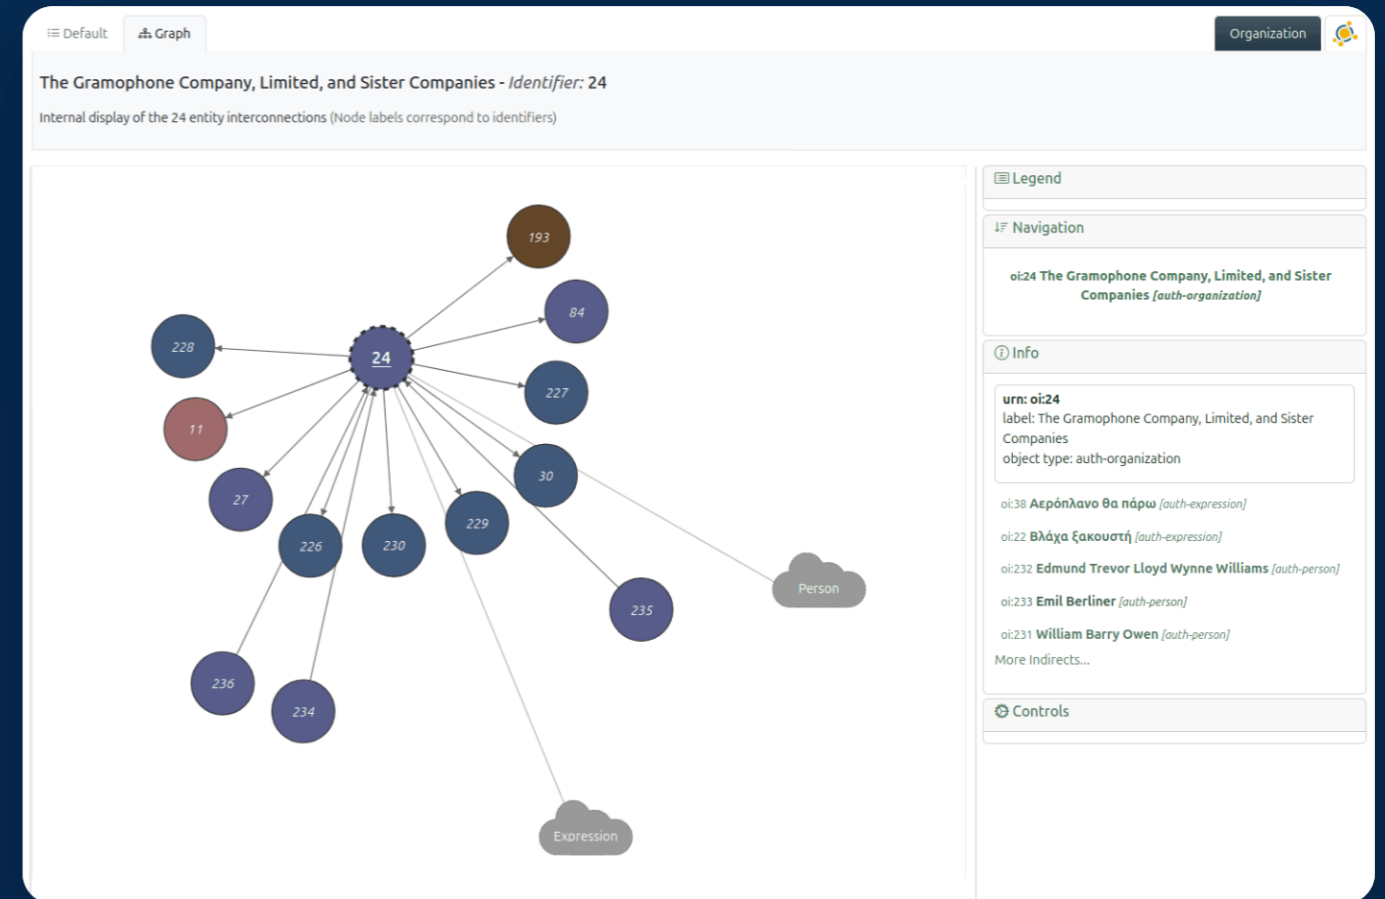 Default
Graph
Organization
The Gramophone Company, Limited, and Sister Companies - Identifier: 24
Internal display of the 24 entity interconnections (Node labels correspond to identifiers)
193
84
228
24
227
11
30
27
229
226
230
235
Person
236
234
Expression
Legend
Navigation
oi:24 The Gramophone Company, Limited, and Sister
Companies [auth-organization]
Info
urn: oi:24
label: The Gramophone Company, Limited, and Sister
Companies
object type: auth-organization
oi:38 Αερόπλανο θα πάρω [auth-expression]
oi:22 Βλάχα ξακουστή [auth-expression]
oi:232 Edmund Trevor Lloyd Wynne Williams [auth-person]
oi:233 Emil Berliner [auth-person]
oi:231 William Barry Owen [auth-person]
More Indirects...
Controls